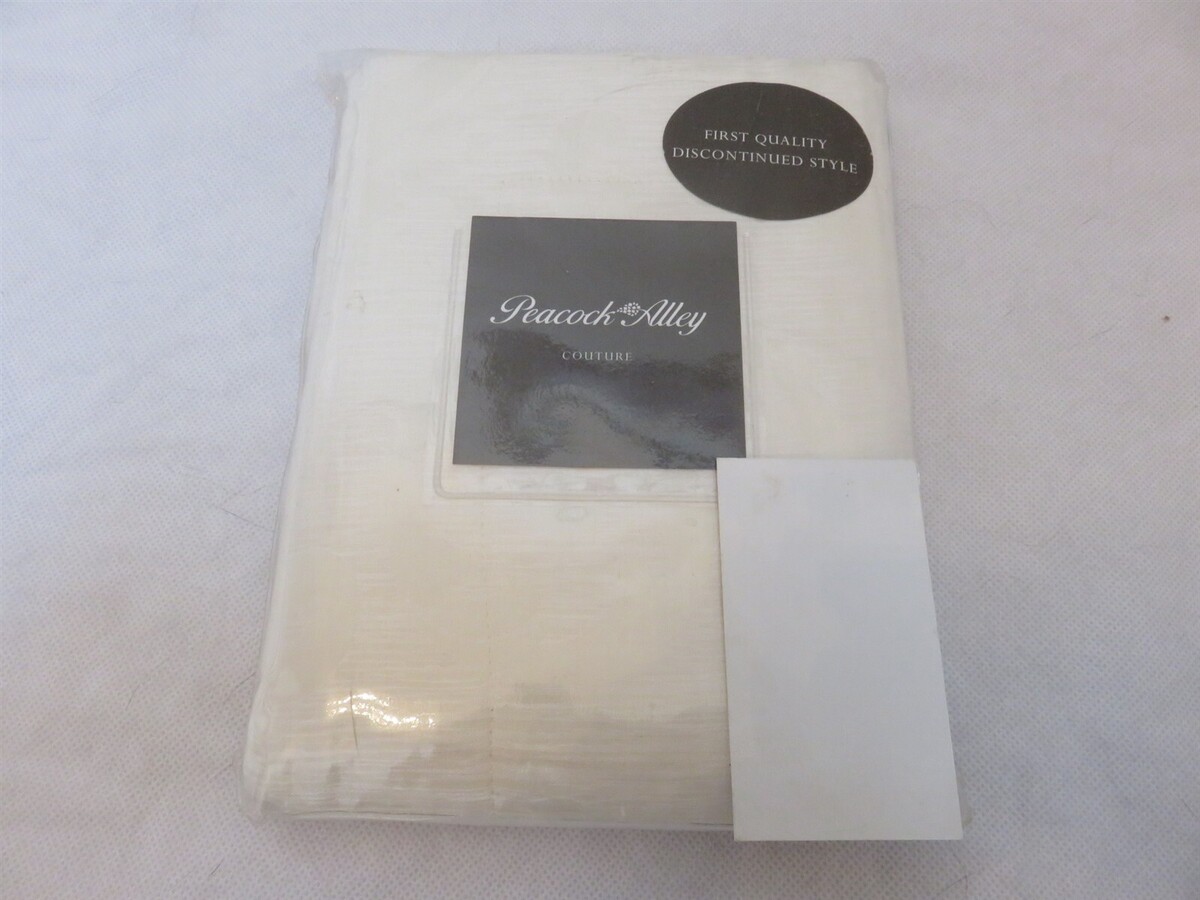 FIRST QUALITY
DISCONTINUED STYLE
Peacock Alley
COUTURE